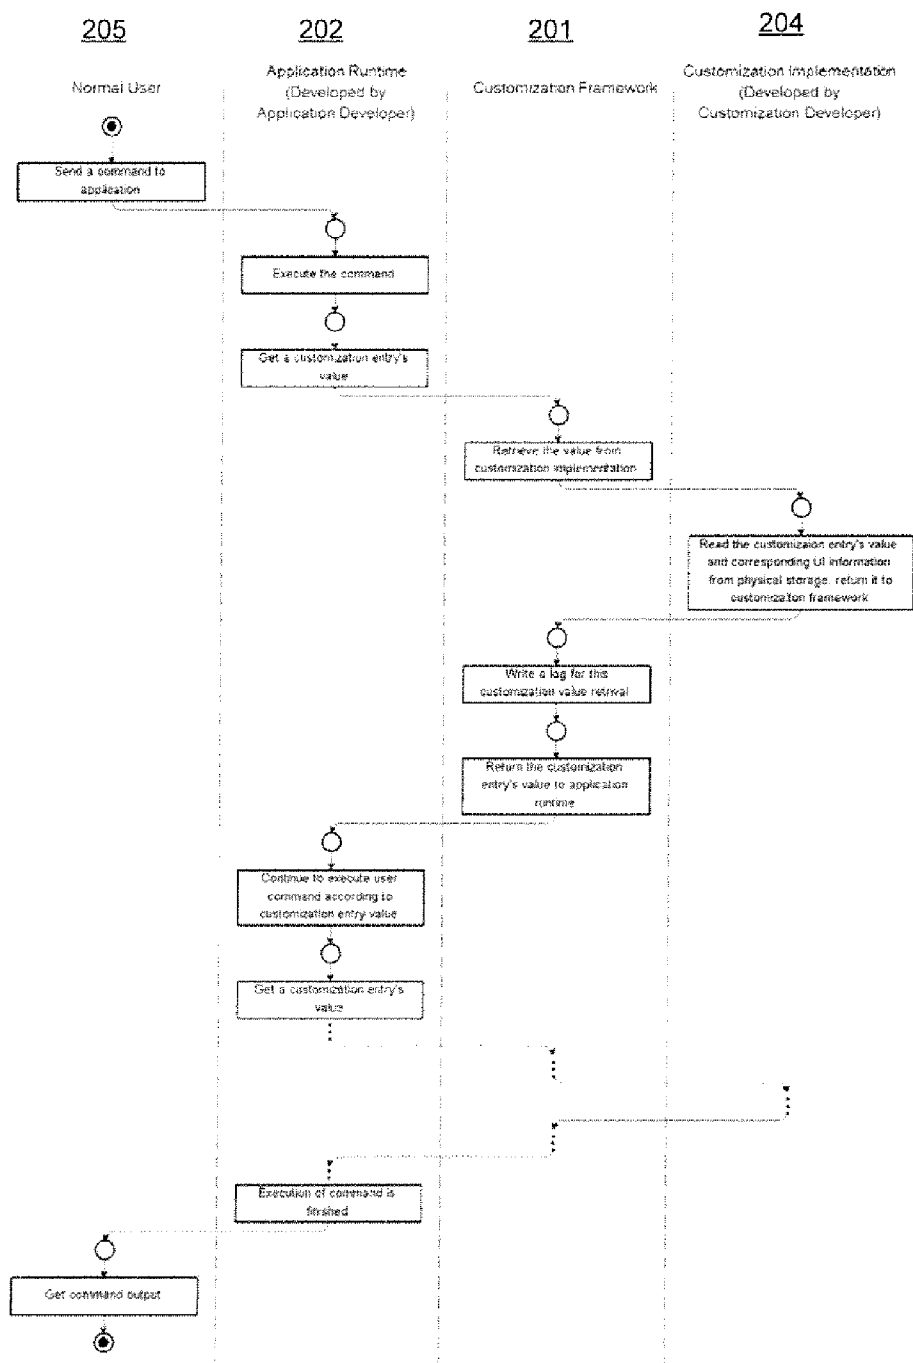 205
202
201
204
Normal User
Application Runtime
(Developed by
Application Developer)
Customization Framework
Customization Implementation
(Developed by
Customization Developer)
Send a command to
application
Execute the command
Get a customization entry's
value
Retrieve the value from
customization implementation
Read the customizaion entry's value
and corresponding UI information
from physical storage, return it to
customization framework
Write a log for this
customization value retrival
Return the customization
entry's value to application
runtime
Continue to execute user
command according to
customization entry value
Get a customization entry's
value
Execution of command is
finished
Get command output